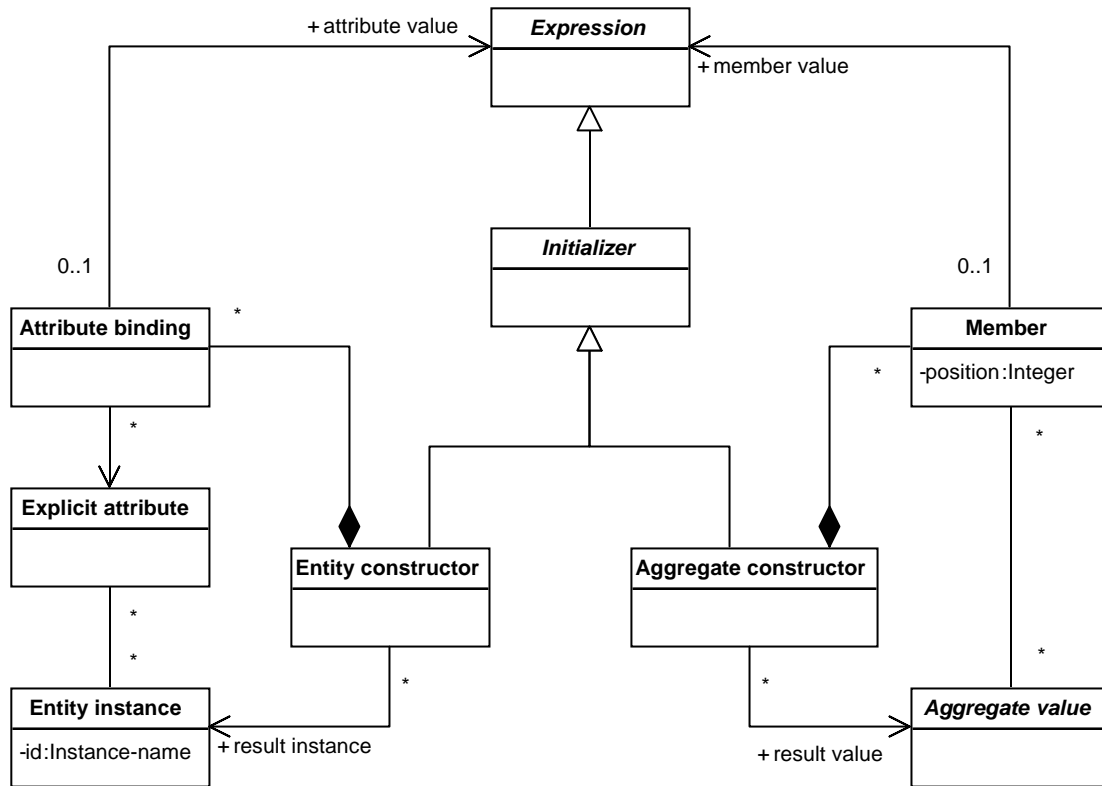 + attribute value
Expression
+ member value
Initializer
0..1
0..1
Attribute binding
*
Member
-position:Integer
*
*
*
Explicit attribute
Entity constructor
Aggregate constructor
*
*
*
*
*
Entity instance
-id:Instance-name
+ result instance
+ result value
Aggregate value